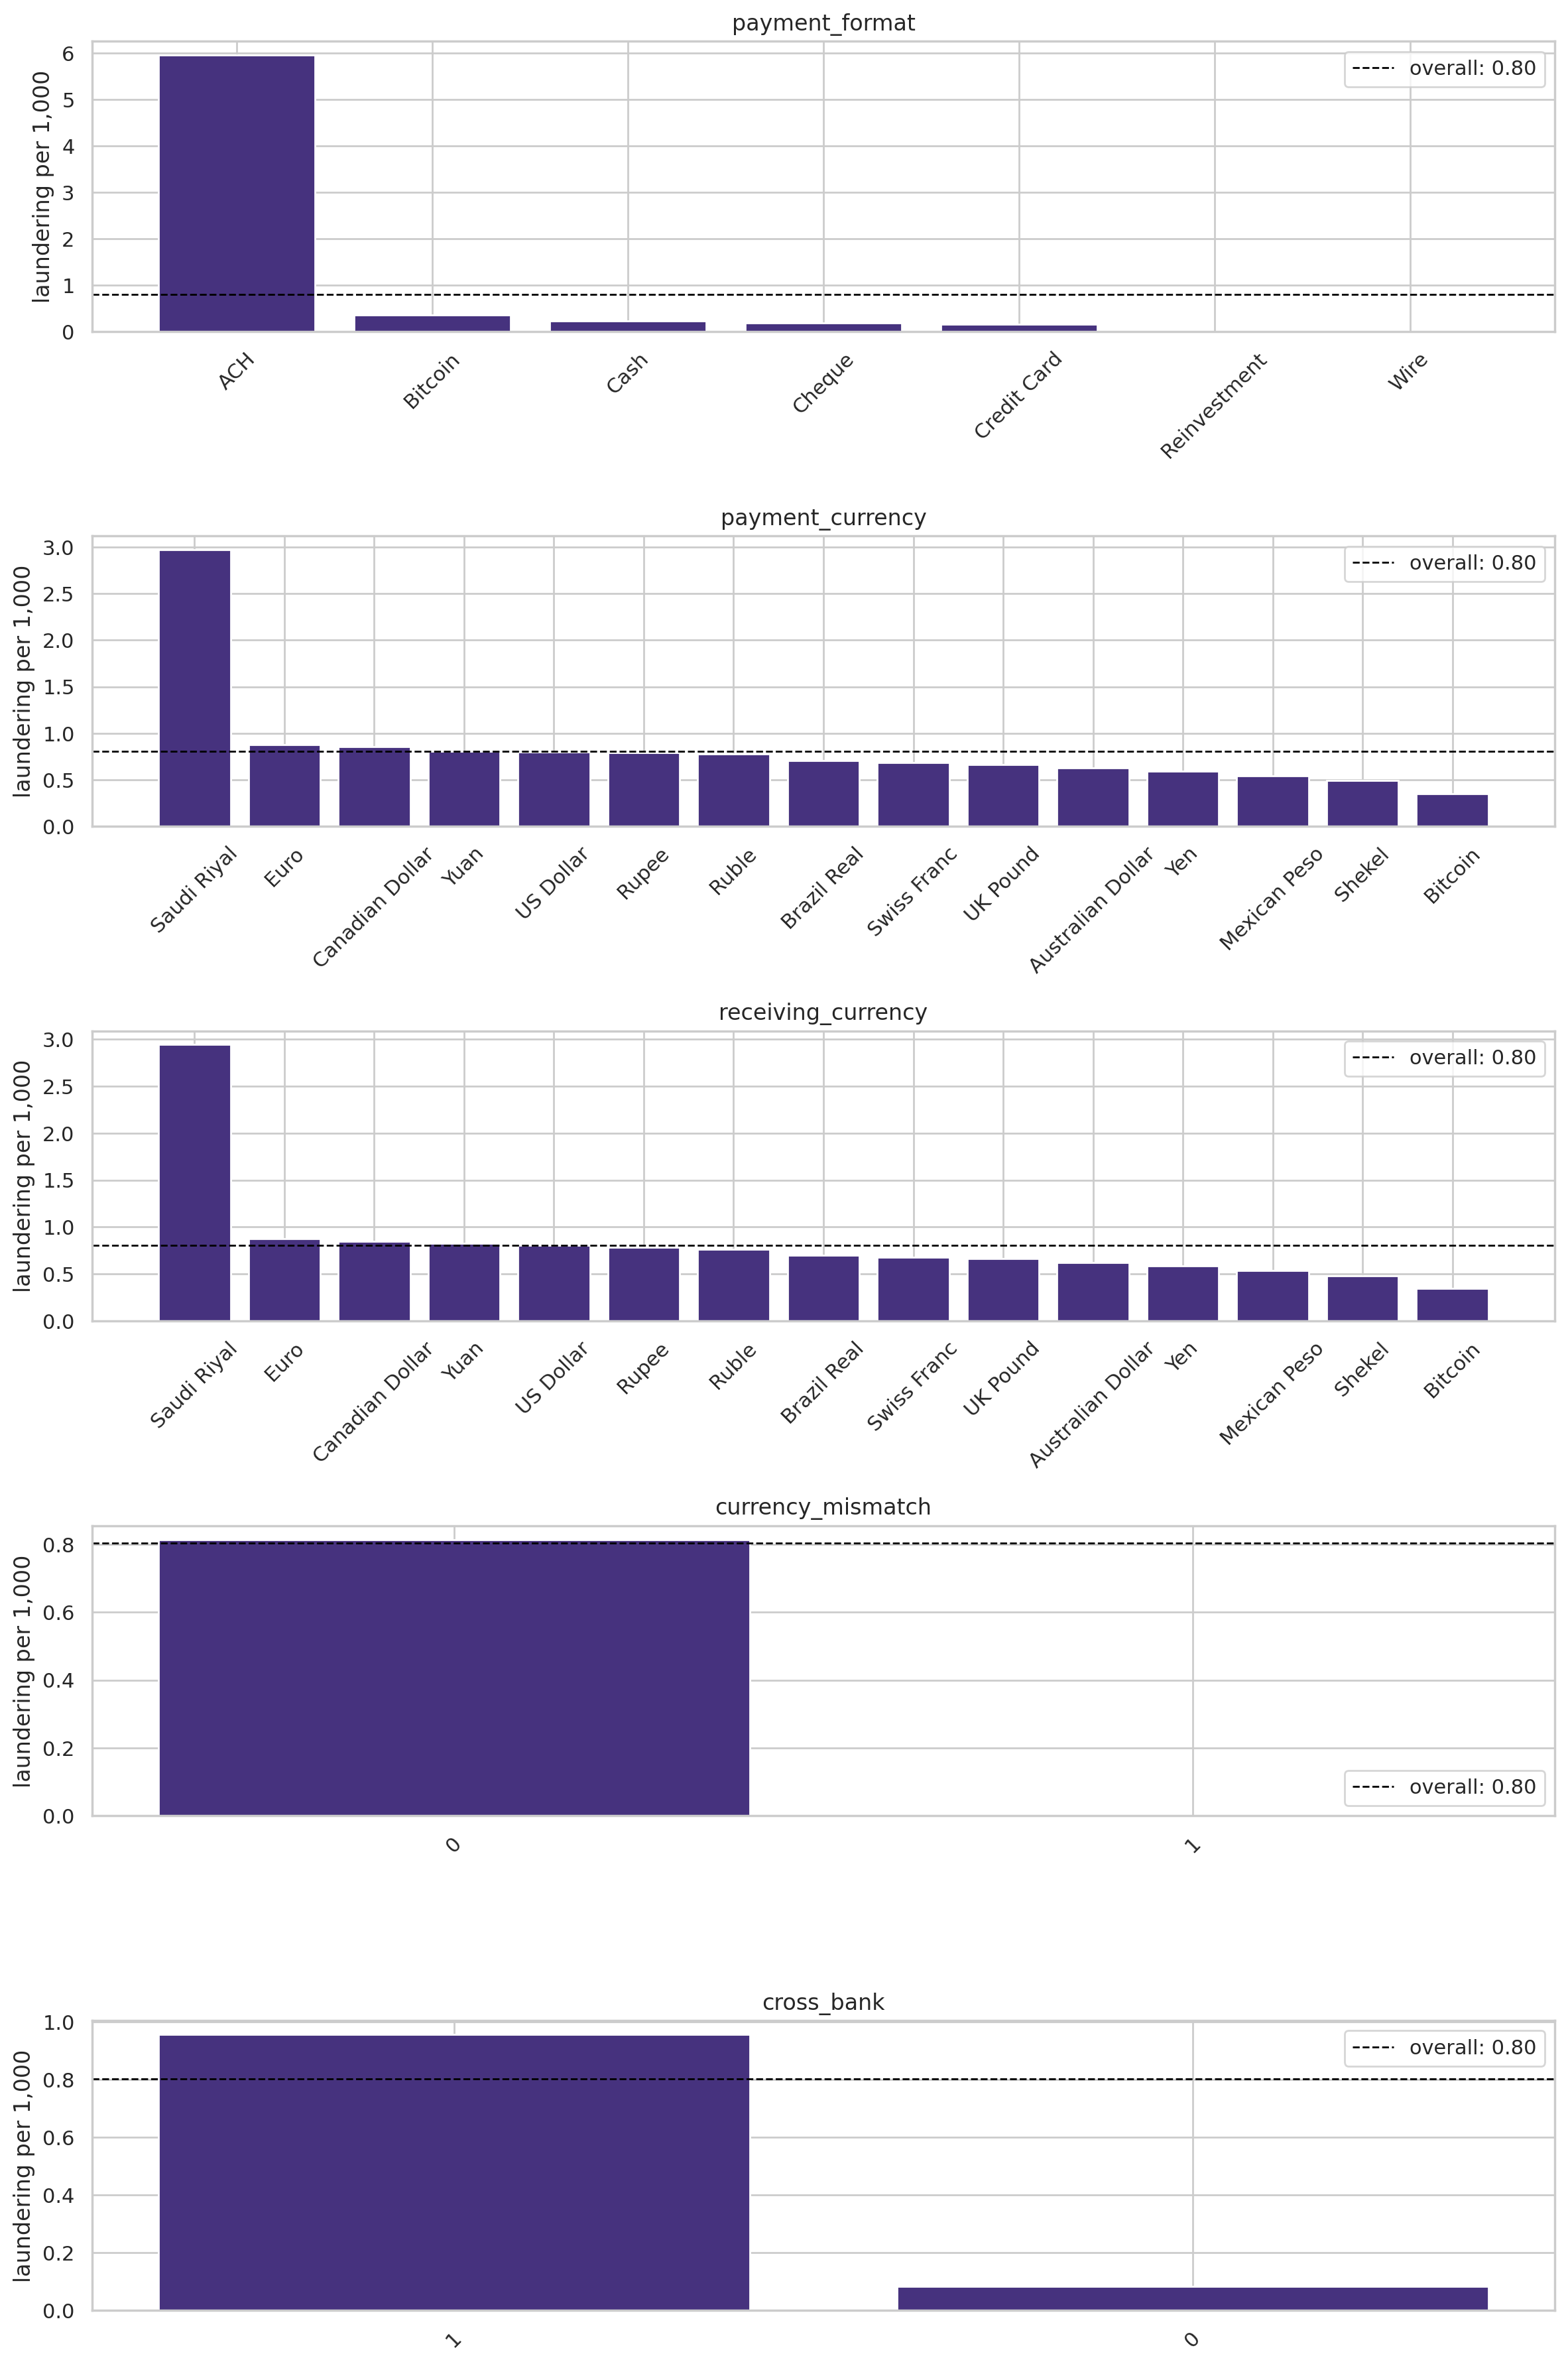 payment_format
laundering per 1,000
6
5
4
3
2
1
0
overall: 0.80
ACH
Bitcoin
Cash
Cheque
Credit Card
Reinvestment
Wire
payment_currency
laundering per 1,000
3.0
2.5
2.0
1.5
1.0
0.5
0.0
overall: 0.80
Saudi Riyal
Euro
Canadian Dollar
Yuan
US Dollar
Rupee
Ruble
Brazil Real
Swiss Franc
UK Pound
Australian Dollar
Yen
Mexican Peso
Shekel
Bitcoin
receiving_currency
laundering per 1,000
3.0
2.5
2.0
1.5
1.0
0.5
0.0
overall: 0.80
Saudi Riyal
Euro
Canadian Dollar
Yuan
US Dollar
Rupee
Ruble
Brazil Real
Swiss Franc
UK Pound
Australian Dollar
Yen
Mexican Peso
Shekel
Bitcoin
currency_mismatch
laundering per 1,000
0.8
0.6
0.4
0.2
0.0
overall: 0.80
0
1
cross_bank
laundering per 1,000
1.0
0.8
0.6
0.4
0.2
0.0
overall: 0.80
1
0